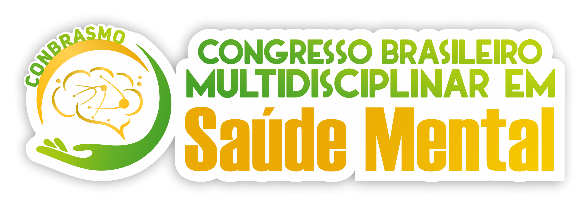 CONBRASMO
CONGRESSO BRASILEIRO
MULTIDISCIPLINAR EM
Saúde Mental